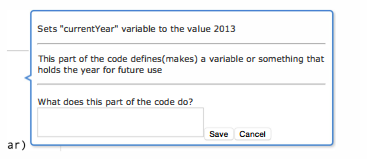 Sets "currentYear" variable to the value 2013
This part of the code defines(makes) a variable or something that
holds the year for future use
What does this part of the code do?
Save Cancel
ar)